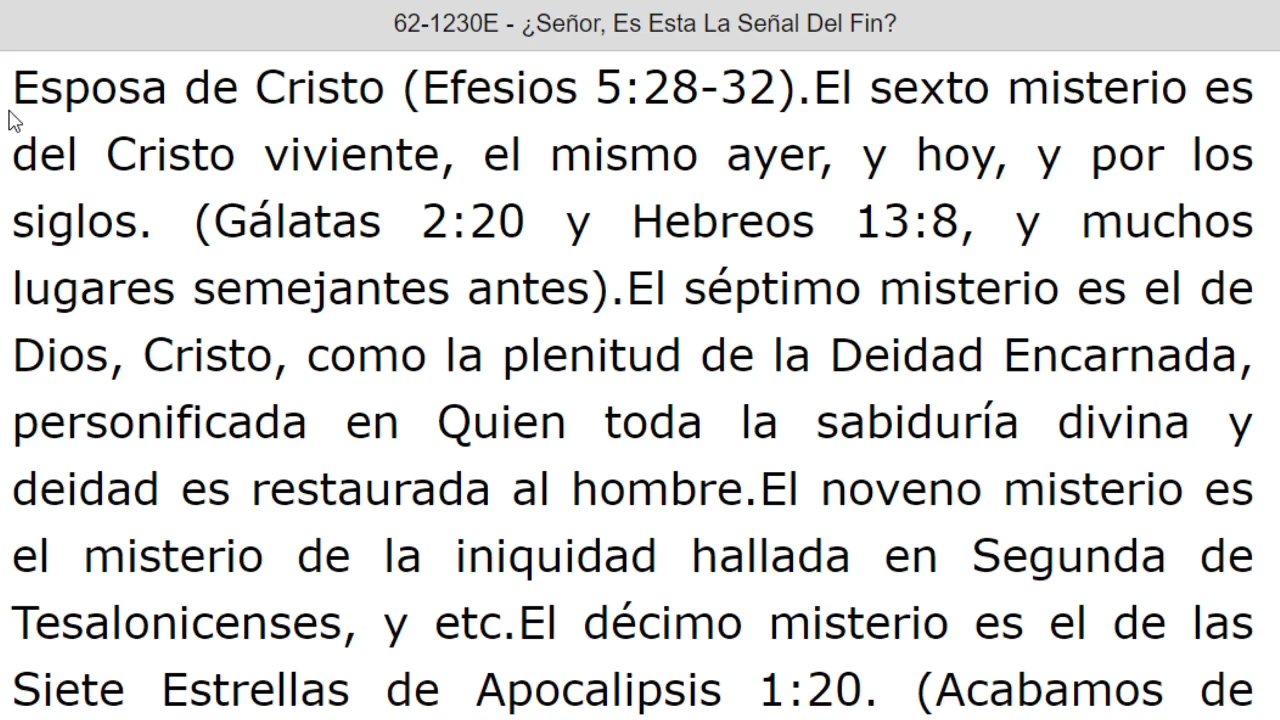 62-1230E - ¿Señor, Es Esta La Señal Del Fin?
Esposa de Cristo (Efesios 5:28-32).El sexto misterio es
del Cristo viviente, el mismo ayer, y hoy, y por los
siglos. (Gálatas 2:20 y Hebreos 13:8, y muchos
lugares semejantes antes).El séptimo misterio es el de
Dios, Cristo, como la plenitud de la Deidad Encarnada,
personificada en Quien toda la sabiduría divina y
deidad es restaurada al hombre.El noveno misterio es
el misterio de la iniquidad hallada en Segunda de
Tesalonicenses, y etc.El décimo misterio es el de las
Siete Estrellas de Apocalipsis 1:20. (Acabamos de